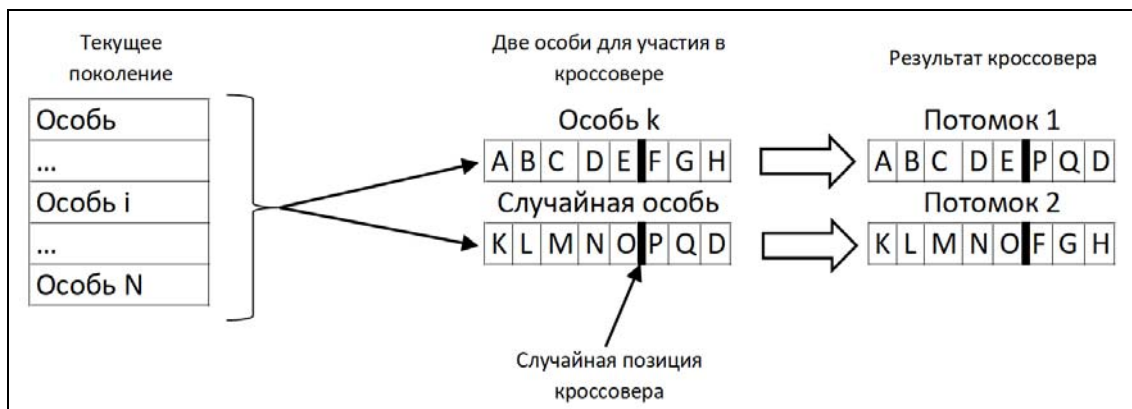 Текущее
поколение
Особь
...
Особь i
...
Особь N
Две особи для участия в
кроссовере
Особь k
A B C D E F G H
Случайная особь
K L M N O P Q D
Случайная позиция
кроссовера
Результат кроссовера
Потомок 1
A B C D E P Q D
Потомок 2
K L M N O F G H